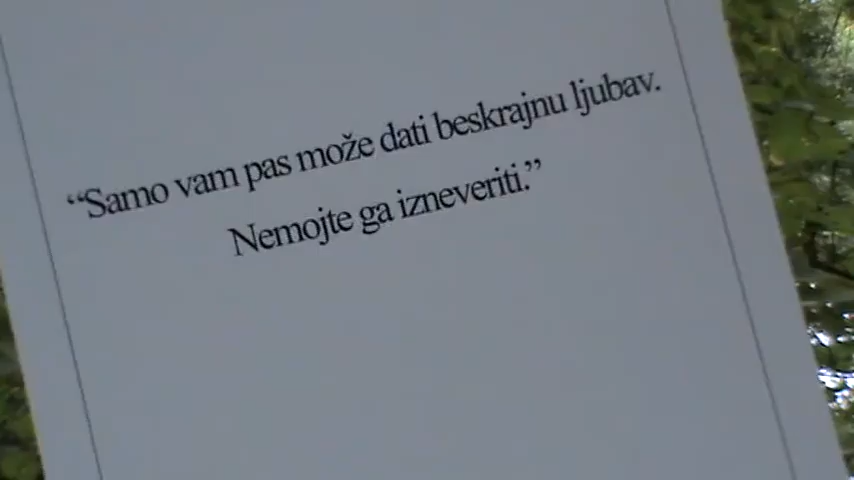 “Samo vam pas može dati beskrajnu ljubav.
Nemojte ga izneveriti.”